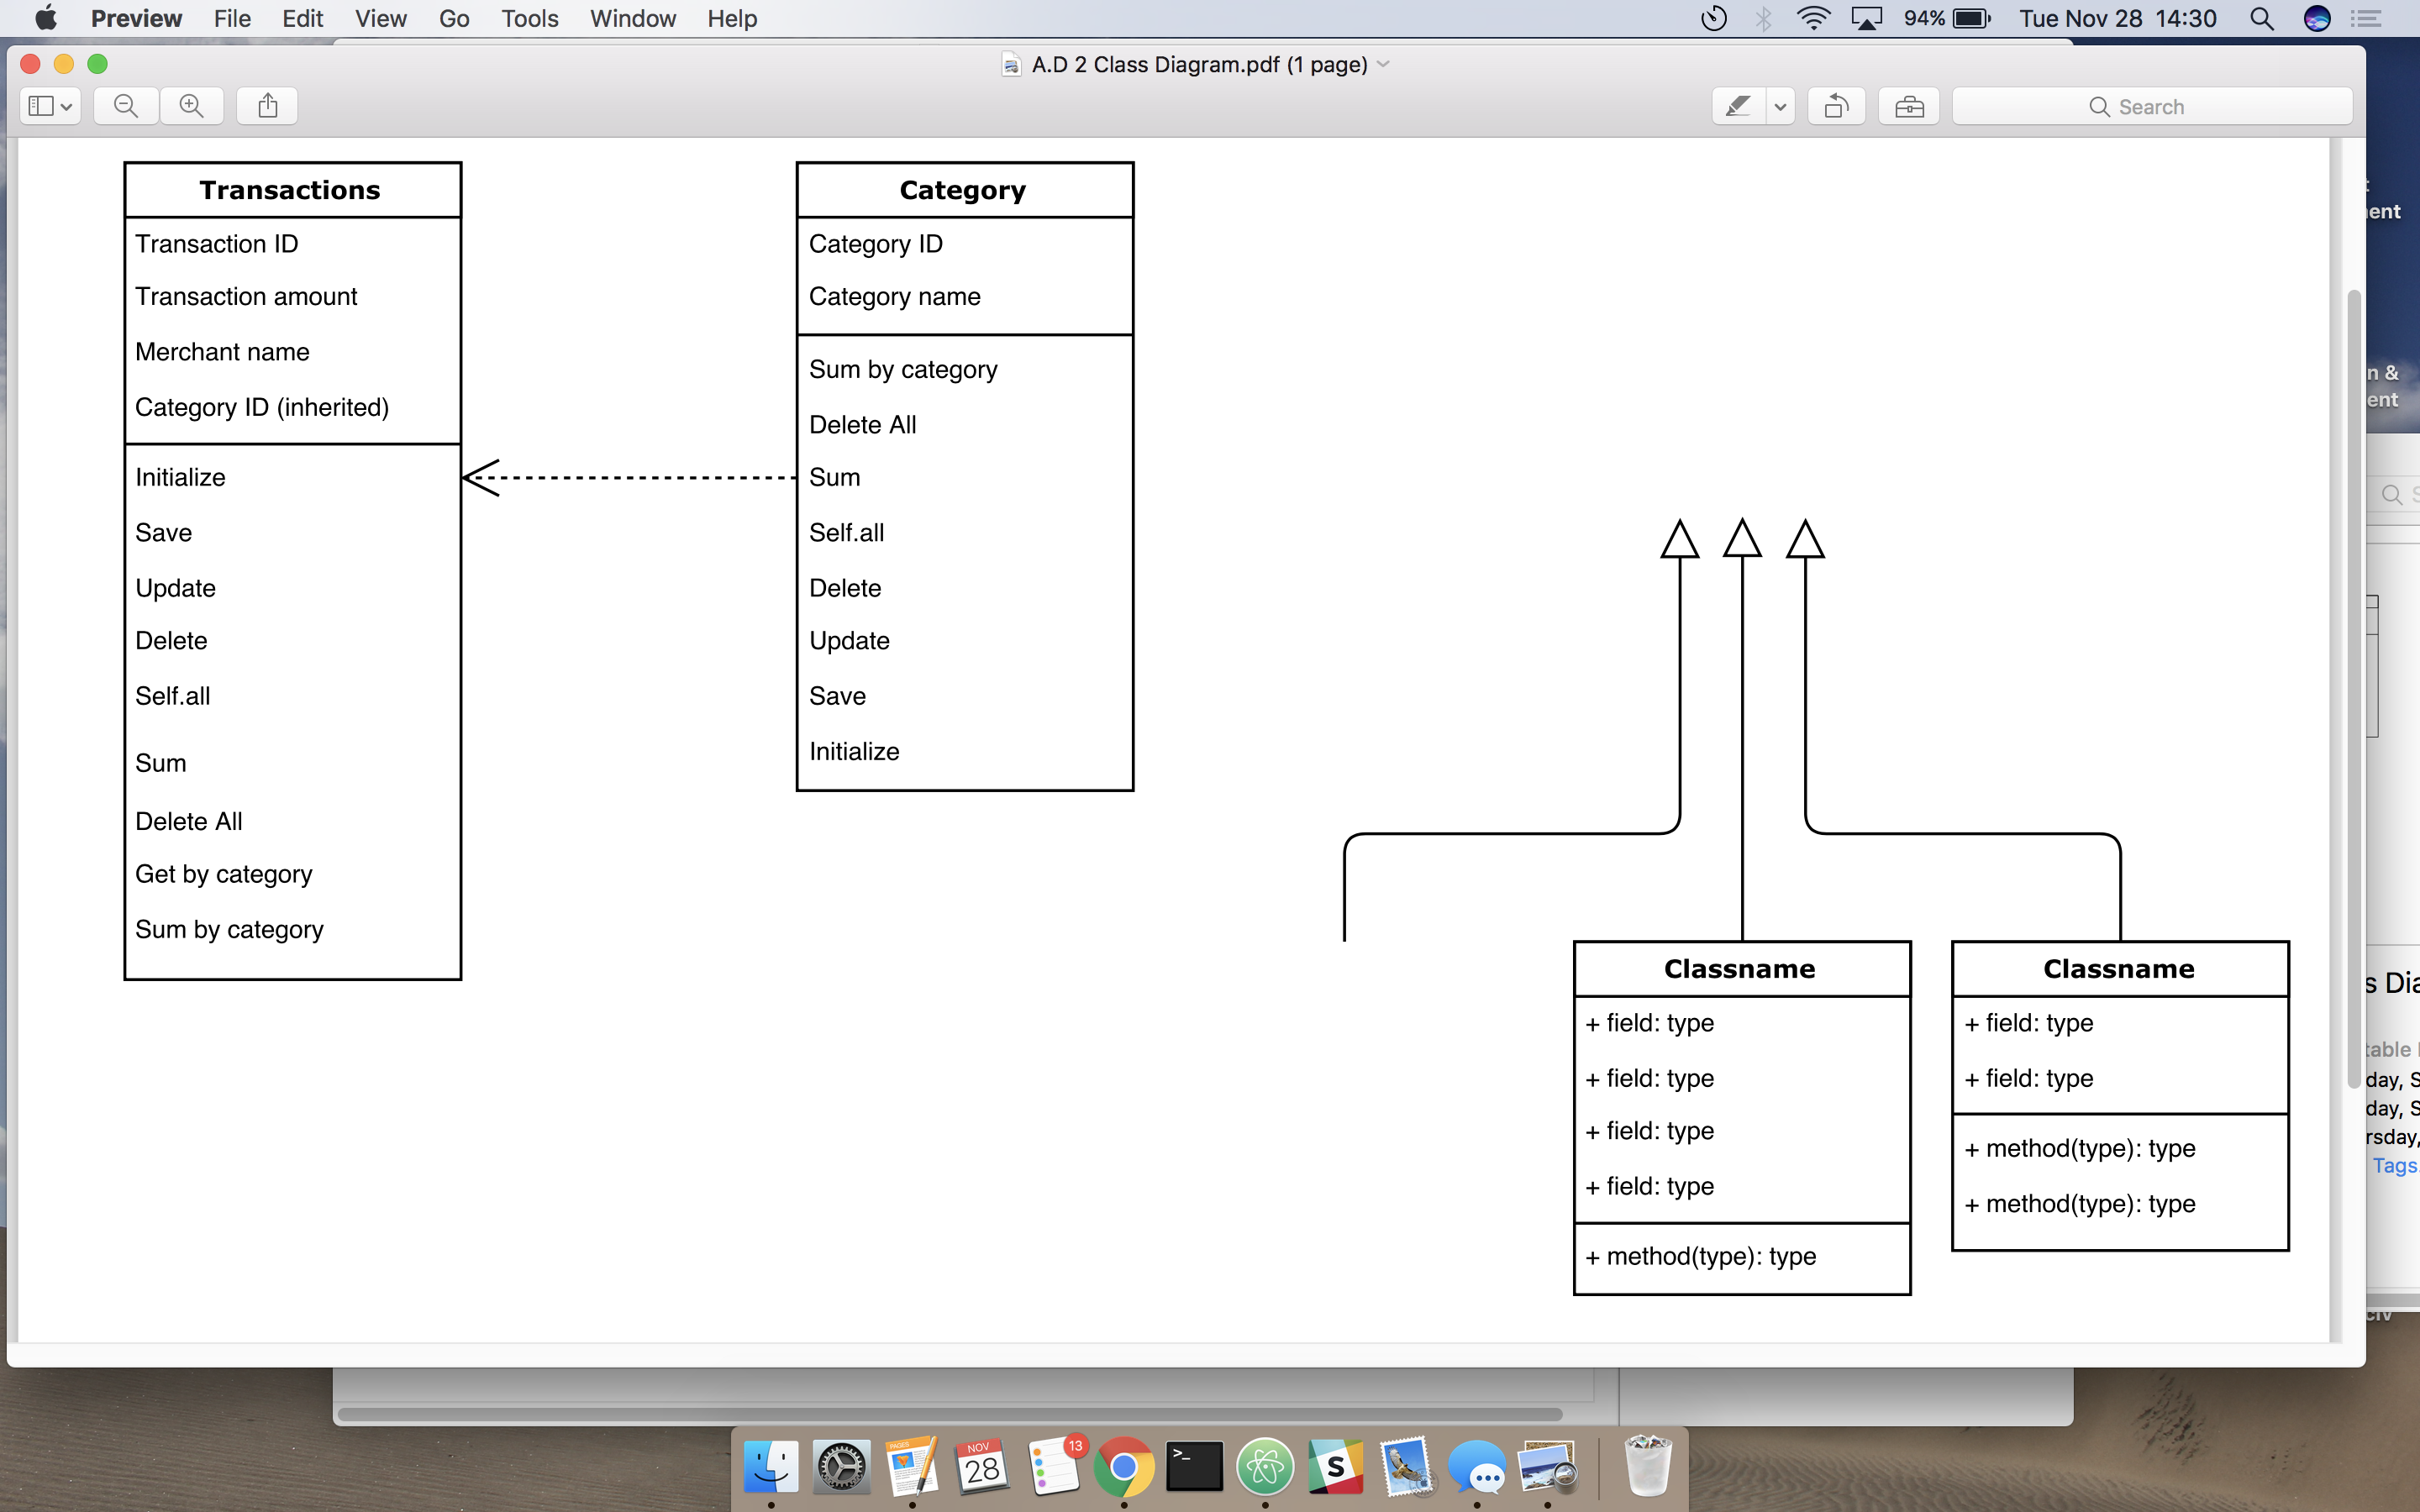 Preview File Edit View Go Tools Window Help 94% Tue Nov 28 14:30
A.D 2 Class Diagram.pdf (1 page)
Search
Transactions
Transaction ID
Transaction amount
Merchant name
Category ID (inherited)
Initialize
Save
Update
Delete
Self.all
Sum
Delete All
Get by category
Sum by category
Category
Category ID
Category name
Sum by category
Delete All
Sum
Self.all
Delete
Update
Save
Initialize
Classname
+ field: type
+ field: type
+ field: type
+ field: type
+ method(type): type
Classname
+ field: type
+ field: type
+ method(type): type
+ method(type): type
ent
n &
ent
s Dia
table
day, S
day, S
rsday,
Tags
PAGES
NOV
28
13
>_
S